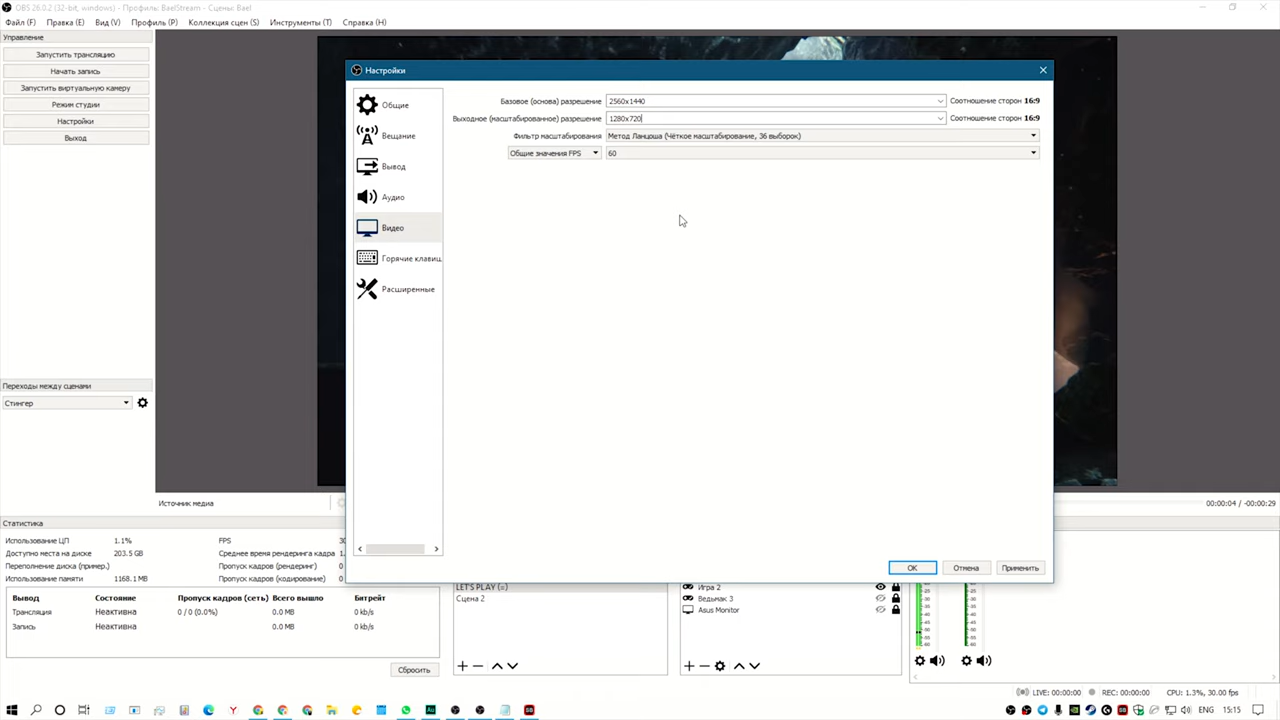 OBS 26.0.2 (32-bit, windows) - Профиль: BaelStream - Сцены: Bael
Файл (F) Правка (E) Вид (V) Профиль (P) Коллекция сцен (S) Инструменты (T) Справка (H)
Управление
Запустить трансляцию
Начать запись
Запустить виртуальную камеру
Режим студии
Настройки
Выход
Переходы между сценами
Стингер
Настройки
Общие
Вещание
Вывод
Аудио
Видео
Горячие клавиш
Расширенные
Базовое (основа) разрешение 2560x1440 Соотношение сторон 16:9
Выходное (масштабированное) разрешение 1280x720 Соотношение сторон 16:9
Фильтр масштабирования Метод Ланцоша (Чёткое масштабирование, 36 выборок)
Общие значения FPS 60
OK Отмена Применить
Источник медиа 00:00:04 / -00:00:29
Статистика
Использование ЦП 1.1% FPS
Доступно места на диске 203.5 GB Среднее время рендеринга кадра
Переполнение диска (пример.) Пропуск кадров (рендеринг)
Использование памяти 1168.1 MB Пропуск кадров (кодирование)
Вывод Состояние Пропуск кадров (сеть) Всего вышло Битрейт
Трансляция Неактивна 0 / 0 (0.0%) 0.0 MB 0 kb/s
Запись Неактивна 0.0 MB 0 kb/s
Сбросить
LET'S PLAY (=)
Сцена 2
Игра 2
Ведьмак 3
Asus Monitor
LIVE: 00:00:00 REC: 00:00:00 CPU: 1.3%, 30.00 fps
ENG 15:15